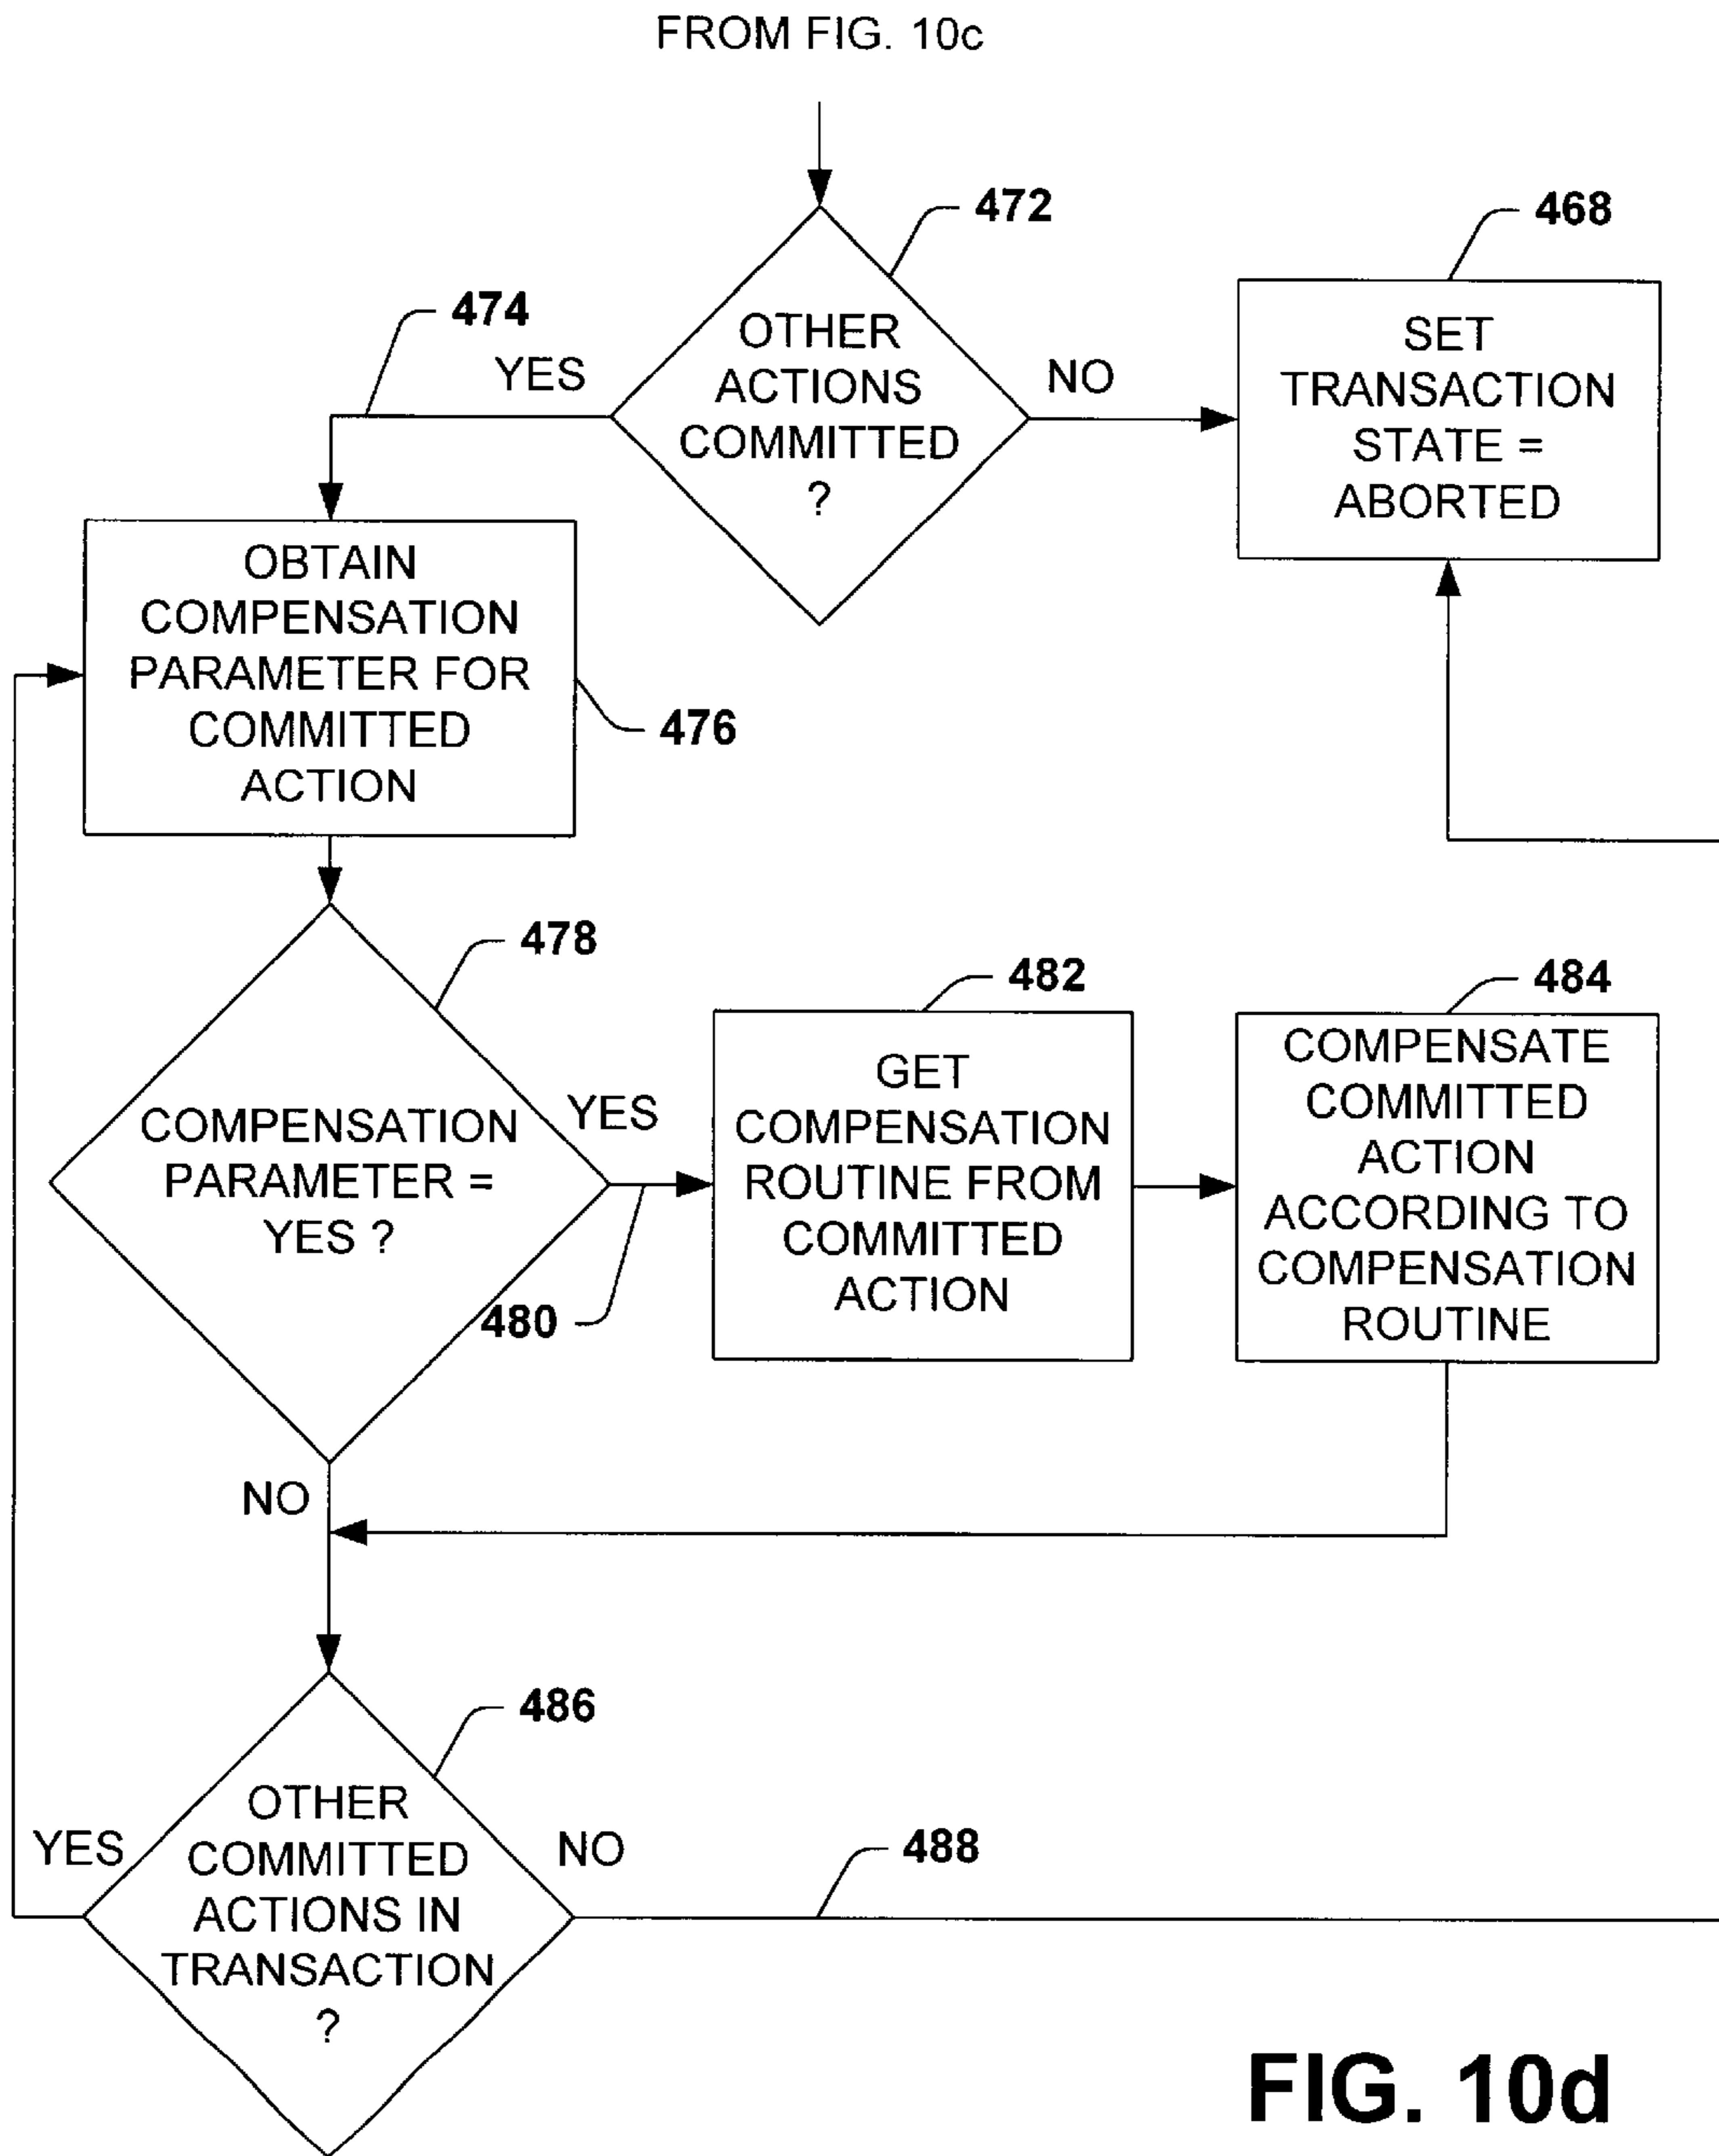 FROM FIG. 10c
472
468
474
OTHER
ACTIONS
COMMITTED
?
YES
NO
SET
TRANSACTION
STATE =
ABORTED
OBTAIN
COMPENSATION
PARAMETER FOR
COMMITTED
ACTION
476
478
COMPENSATION
PARAMETER =
YES ?
YES
480
NO
482
GET
COMPENSATION
ROUTINE FROM
COMMITTED
ACTION
484
COMPENSATE
COMMITTED
ACTION
ACCORDING TO
COMPENSATION
ROUTINE
486
OTHER
COMMITTED
ACTIONS IN
TRANSACTION
?
YES
NO
488
FIG. 10d